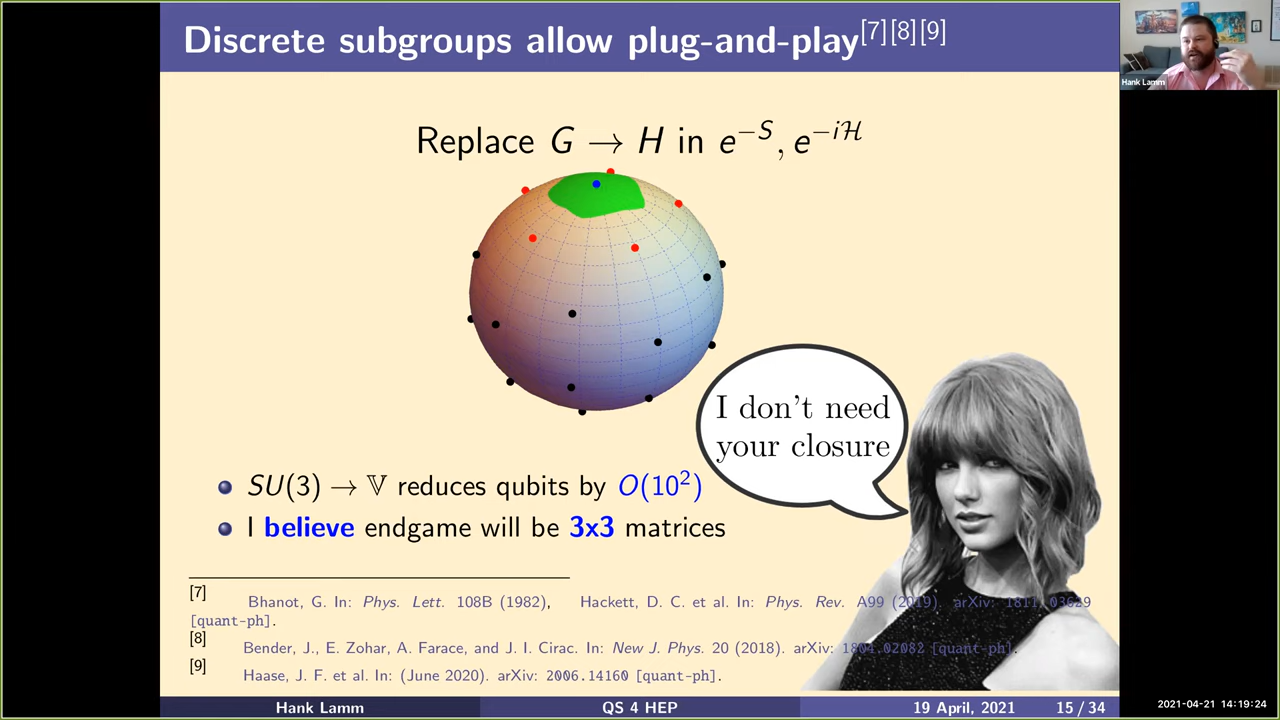 Discrete subgroups allow plug-and-play[7][8][9]
Hank Lamm
Replace G → H in e^{−S}, e^{−iℋ}
I don't need
your closure
SU(3) → 𝕍 reduces qubits by O(10²)
I believe endgame will be 3x3 matrices
[7] Bhanot, G. In: Phys. Lett. 108B (1982), Hackett, D. C. et al. In: Phys. Rev. A99 (2019). arXiv: 1811.03629
[quant-ph].
[8] Bender, J., E. Zohar, A. Farace, and J. I. Cirac. In: New J. Phys. 20 (2018). arXiv: 1804.02082 [quant-ph].
[9] Haase, J. F. et al. In: (June 2020). arXiv: 2006.14160 [quant-ph].
Hank Lamm QS 4 HEP 19 April, 2021 15 / 34
2021-04-21 14:19:24